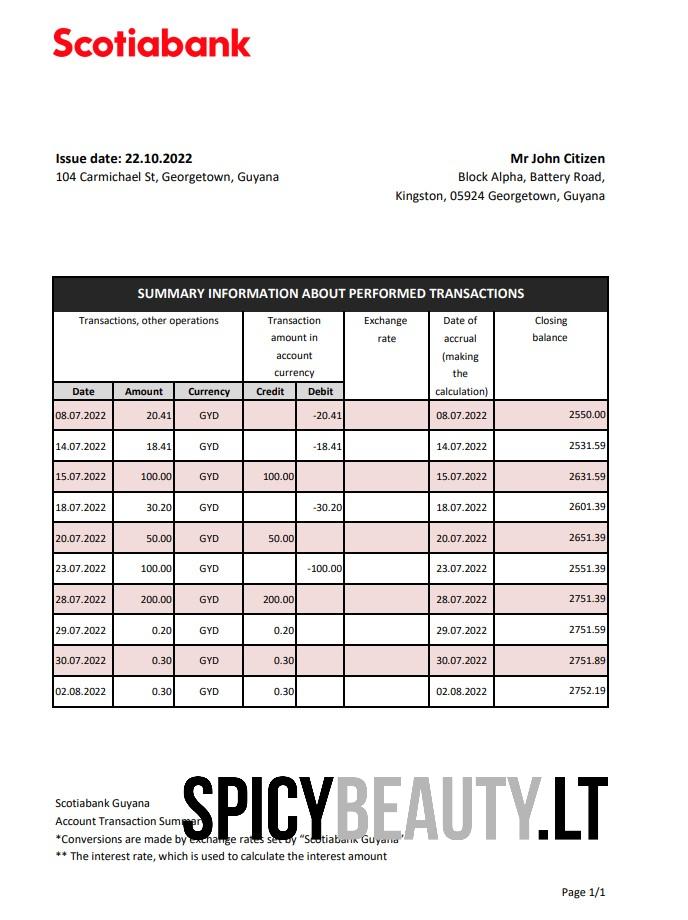 Scotiabank
Issue date: 22.10.2022
104 Carmichael St, Georgetown, Guyana
Mr John Citizen
Block Alpha, Battery Road,
Kingston, 05924 Georgetown, Guyana
SUMMARY INFORMATION ABOUT PERFORMED TRANSACTIONS
Transactions, other operations
Transaction
amount in
account
currency
Exchange
rate
Date of
accrual
(making
the
calculation)
Closing
balance
Date Amount Currency Credit Debit
08.07.2022 20.41 GYD -20.41 08.07.2022 2550.00
14.07.2022 18.41 GYD -18.41 14.07.2022 2531.59
15.07.2022 100.00 GYD 100.00 15.07.2022 2631.59
18.07.2022 30.20 GYD -30.20 18.07.2022 2601.39
20.07.2022 50.00 GYD 50.00 20.07.2022 2651.39
23.07.2022 100.00 GYD -100.00 23.07.2022 2551.39
28.07.2022 200.00 GYD 200.00 28.07.2022 2751.39
29.07.2022 0.20 GYD 0.20 29.07.2022 2751.59
30.07.2022 0.30 GYD 0.30 30.07.2022 2751.89
02.08.2022 0.30 GYD 0.30 02.08.2022 2752.19
SPICYBEAUTY.LT
Scotiabank Guyana
Account Transaction Summary
*Conversions are made by exchange rates set by “Scotiabank Guyana”
** The interest rate, which is used to calculate the interest amount
Page 1/1